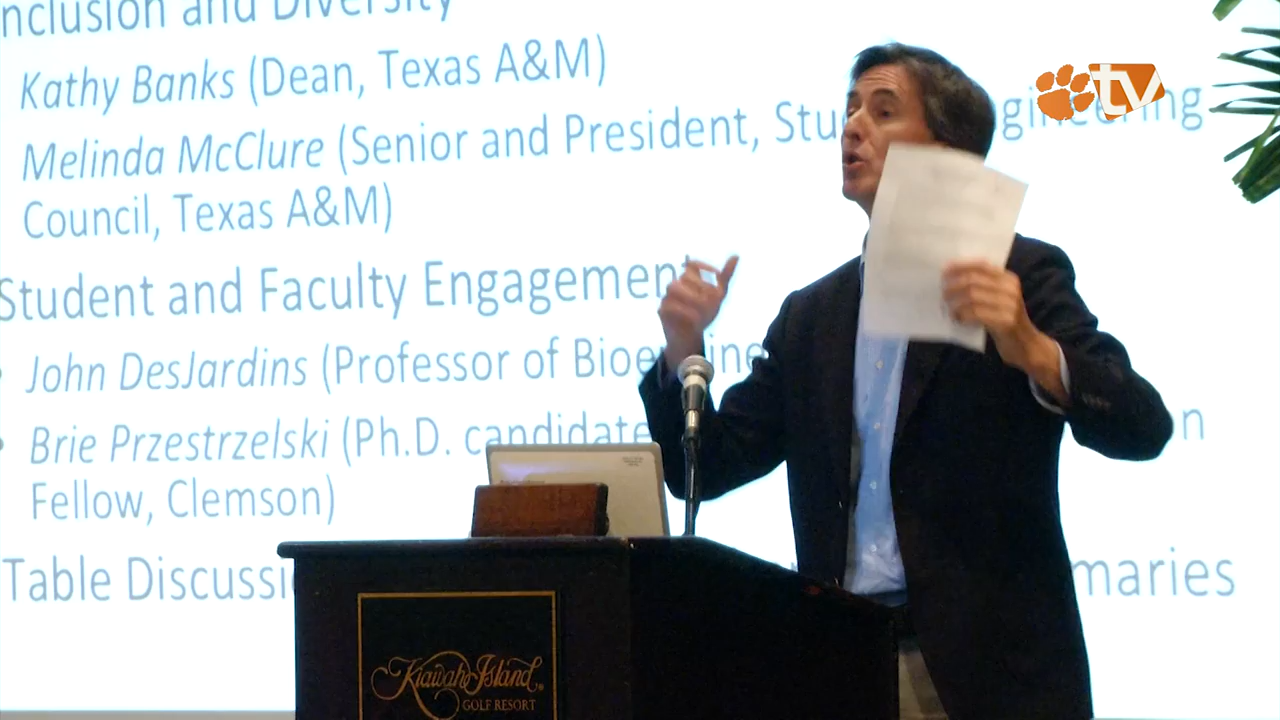 nclusion and Diversity
Kathy Banks (Dean, Texas A&M)
Melinda McClure (Senior and President, Stu gineering
Council, Texas A&M)
Student and Faculty Engagement
• John DesJardins (Professor of
• Brie Przestrzelski (Ph.D. candidate n
Fellow, Clemson)
Table Discussi maries
tv
Kiawah Island
GOLF RESORT